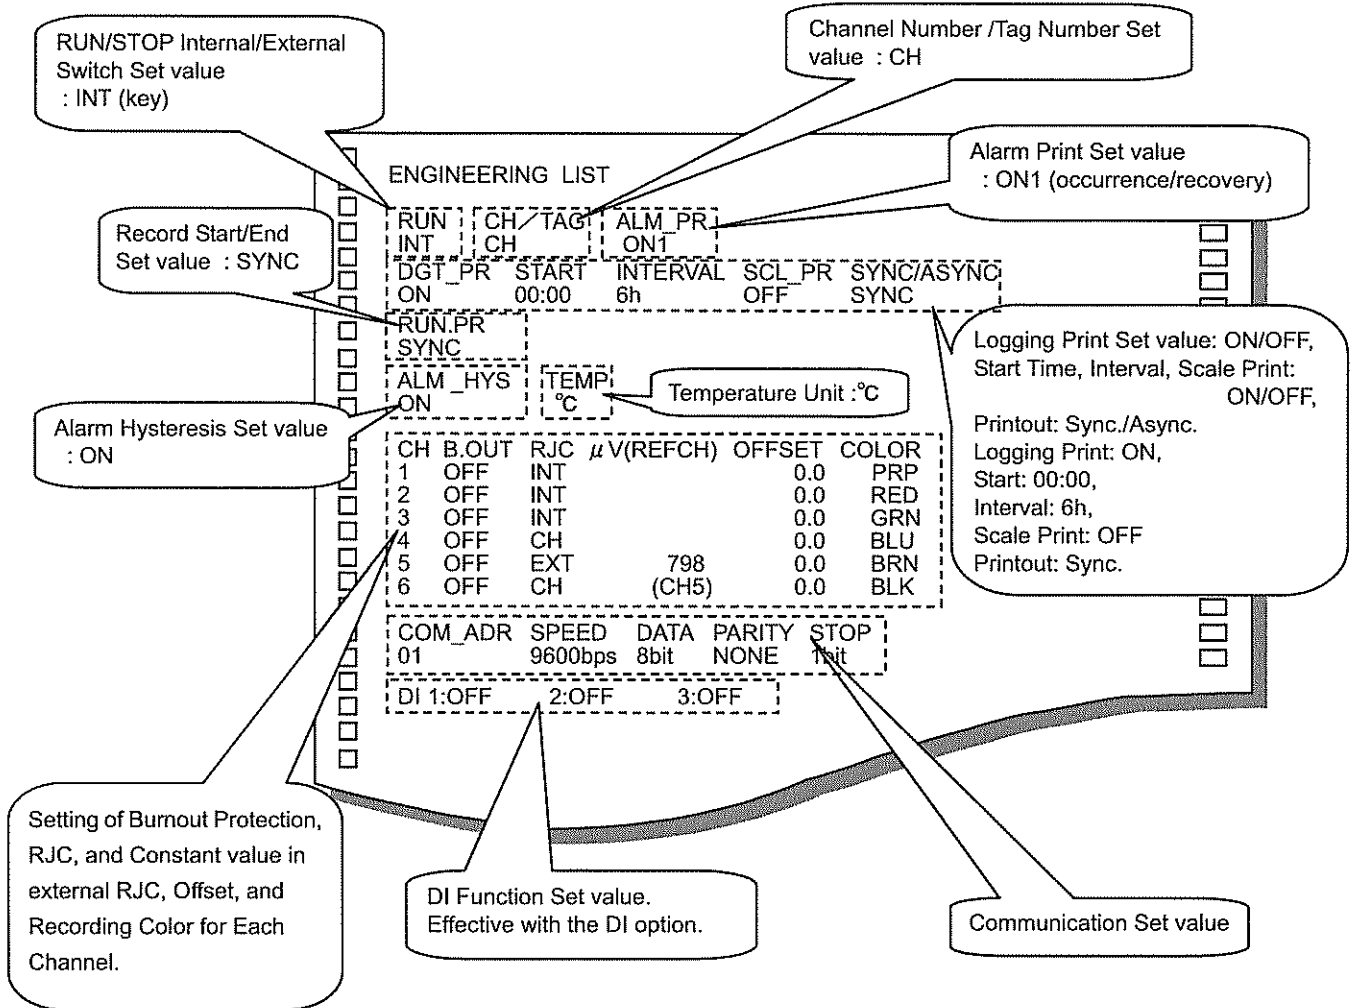 RUN/STOP Internal/External
Switch Set value
: INT (key)
Channel Number /Tag Number Set
value : CH
Alarm Print Set value
: ON1 (occurrence/recovery)
ENGINEERING LIST
RUN CH／TAG ALM_PR
INT CH ON1
Record Start/End
Set value : SYNC
DGT_PR START INTERVAL SCL_PR SYNC/ASYNC
ON 00:00 6h OFF SYNC
RUN.PR
SYNC
Logging Print Set value: ON/OFF,
Start Time, Interval, Scale Print:
ON/OFF,
Printout: Sync./Async.
Logging Print: ON,
Start: 00:00,
Interval: 6h,
Scale Print: OFF
Printout: Sync.
ALM _HYS TEMP
ON °C
Temperature Unit :°C
Alarm Hysteresis Set value
: ON
CH B.OUT RJC μV(REFCH) OFFSET COLOR
1 OFF INT 0.0 PRP
2 OFF INT 0.0 RED
3 OFF INT 0.0 GRN
4 OFF CH 0.0 BLU
5 OFF EXT 798 0.0 BRN
6 OFF CH (CH5) 0.0 BLK
COM_ADR SPEED DATA PARITY STOP
01 9600bps 8bit NONE 1bit
DI 1:OFF 2:OFF 3:OFF
Setting of Burnout Protection,
RJC, and Constant value in
external RJC, Offset, and
Recording Color for Each
Channel.
DI Function Set value.
Effective with the DI option.
Communication Set value